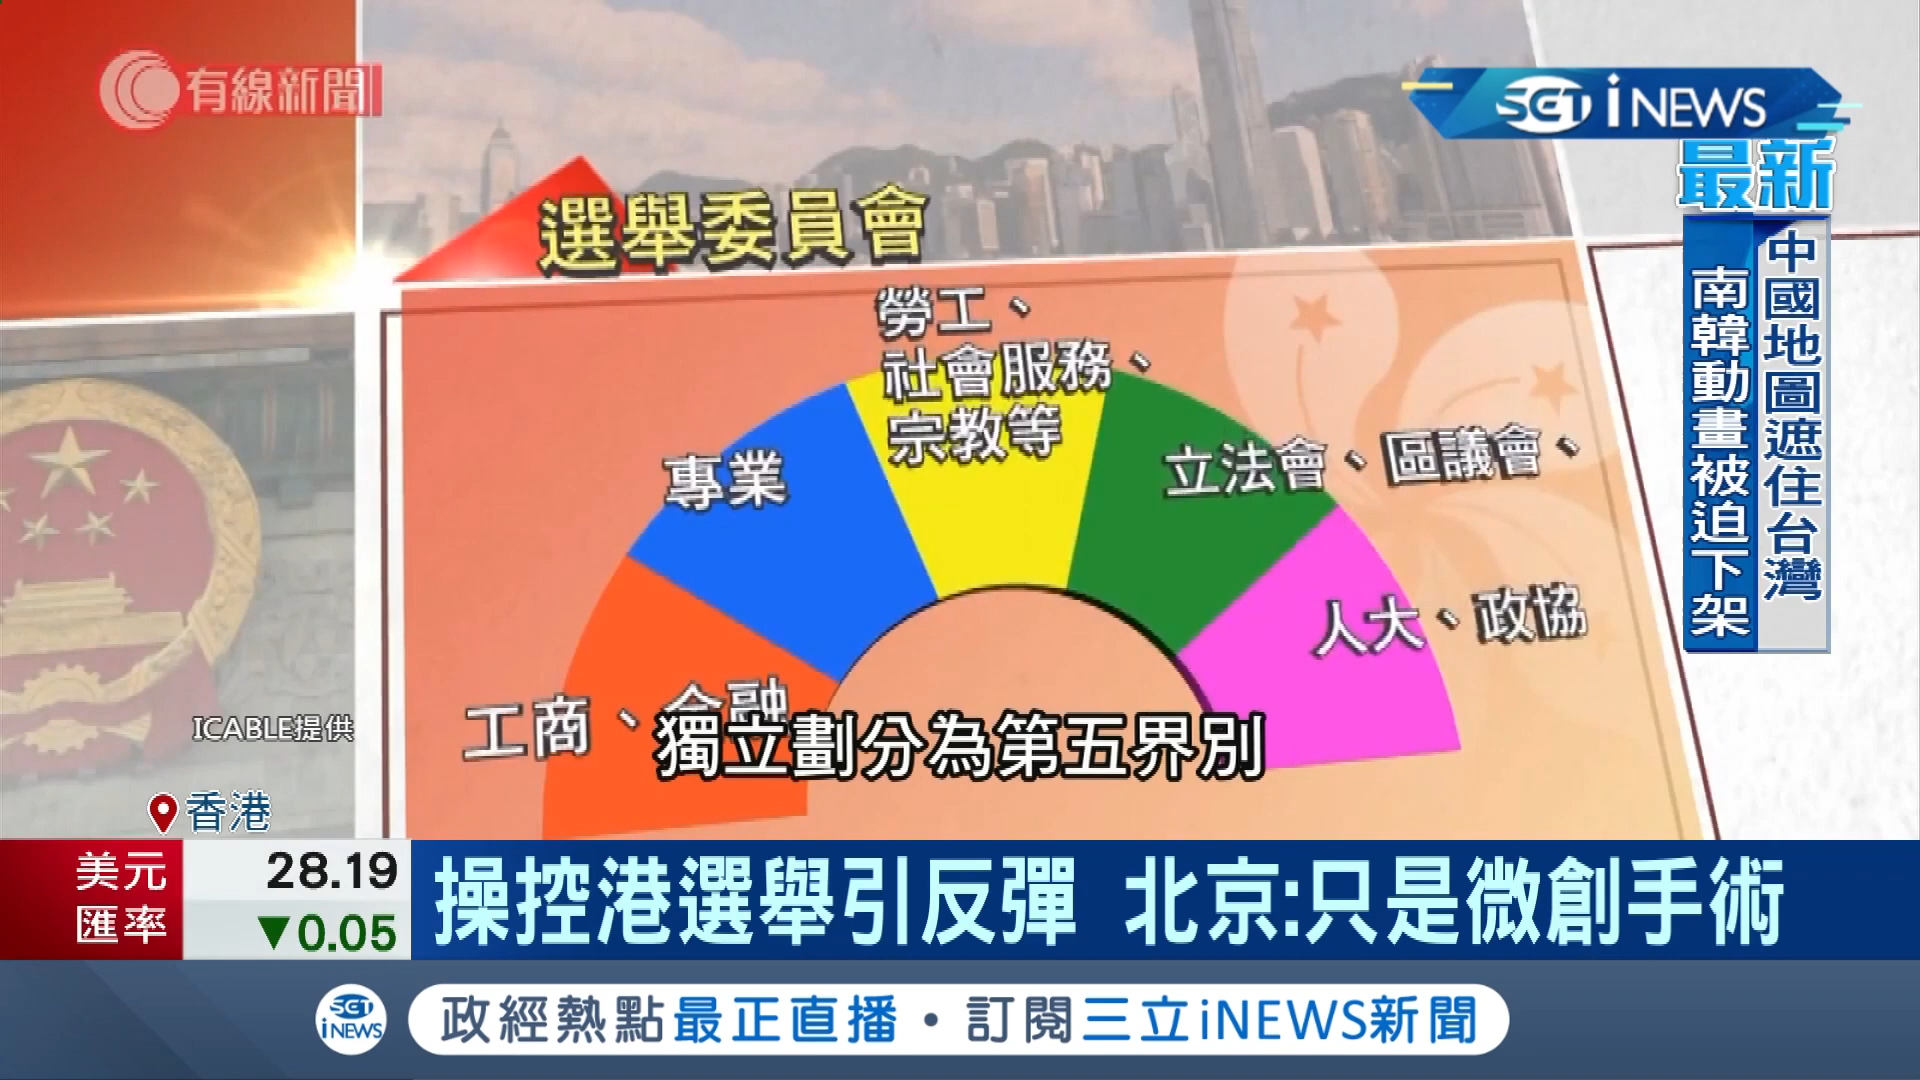 有線新聞
SET iNEWS
最新
中國地圖遮住台灣
南韓動畫被迫下架
選舉委員會
勞工、
社會服務、
宗教等
專業
立法會、區議會、
人大、政協
工商、金融
獨立劃分為第五界別
ICABLE提供
香港
美元
匯率
28.19
▼0.05
操控港選舉引反彈 北京:只是微創手術
SET
iNEWS
政經熱點最正直播・訂閱三立iNEWS新聞